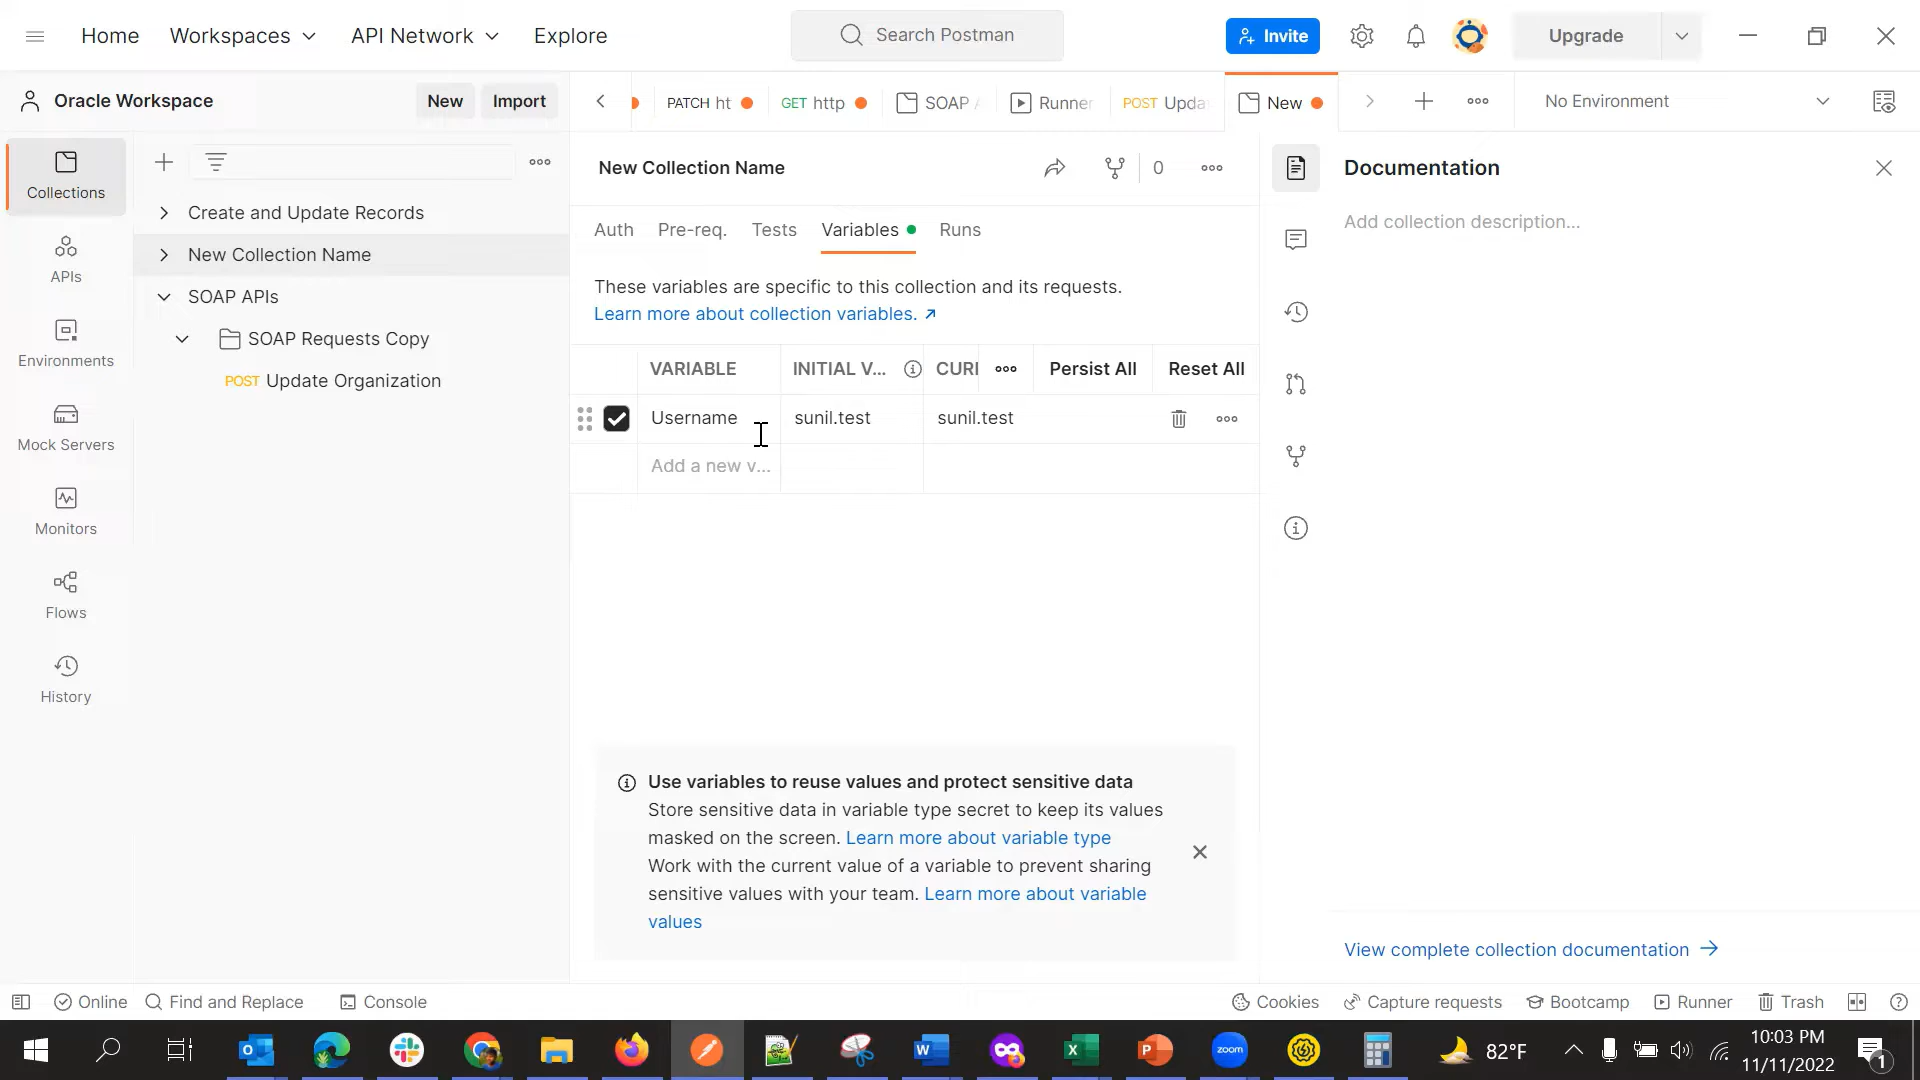 Home
Workspaces
API Network
Explore
Search Postman
Invite
Upgrade
Oracle Workspace
New
Import
PATCH ht
GET http
SOAP
Runner
POST Upda
New
No Environment
Collections
APIs
Environments
Mock Servers
Monitors
Flows
History
Create and Update Records
New Collection Name
SOAP APIs
SOAP Requests Copy
POST Update Organization
New Collection Name
0
Auth
Pre-req.
Tests
Variables
Runs
These variables are specific to this collection and its requests.
Learn more about collection variables. ↗
VARIABLE
INITIAL V...
CURI
Persist All
Reset All
Username
sunil.test
sunil.test
Add a new v...
Use variables to reuse values and protect sensitive data
Store sensitive data in variable type secret to keep its values
masked on the screen. Learn more about variable type
Work with the current value of a variable to prevent sharing
sensitive values with your team. Learn more about variable
values
Documentation
Add collection description...
View complete collection documentation →
Online
Find and Replace
Console
Cookies
Capture requests
Bootcamp
Runner
Trash
zoom
82°F
10:03 PM
11/11/2022
1